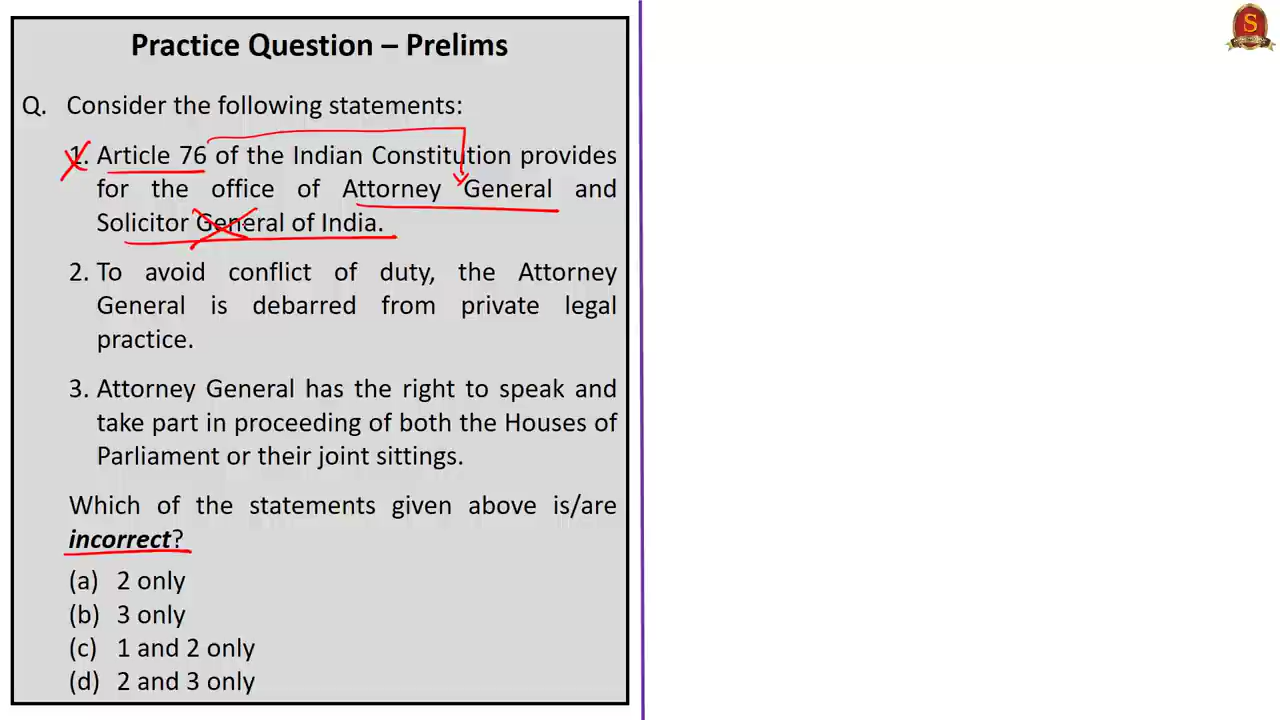 Practice Question – Prelims
Q. Consider the following statements:
1. Article 76 of the Indian Constitution provides
for the office of Attorney General and
Solicitor General of India.
2. To avoid conflict of duty, the Attorney
General is debarred from private legal
practice.
3. Attorney General has the right to speak and
take part in proceeding of both the Houses of
Parliament or their joint sittings.
Which of the statements given above is/are
incorrect?
(a) 2 only
(b) 3 only
(c) 1 and 2 only
(d) 2 and 3 only
S